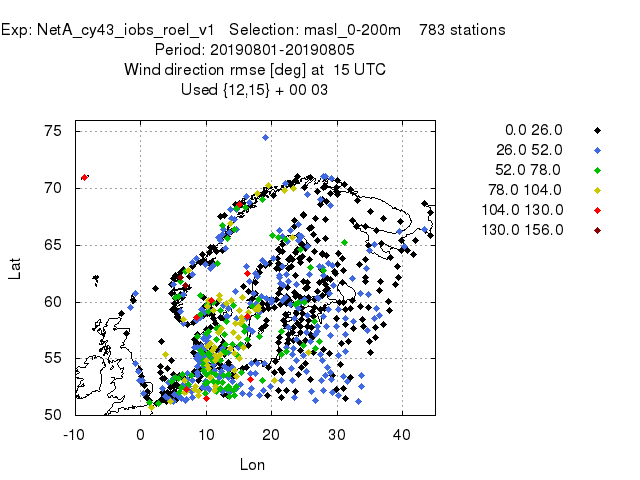 Exp: NetA_cy43_iobs_roel_v1 Selection: masl_0-200m 783 stations
Period: 20190801-20190805
Wind direction rmse [deg] at 15 UTC
Used {12,15} + 00 03
75
70
65
60
55
50
-10 0 10 20 30 40
Lat
Lon
0.0 26.0
26.0 52.0
52.0 78.0
78.0 104.0
104.0 130.0
130.0 156.0